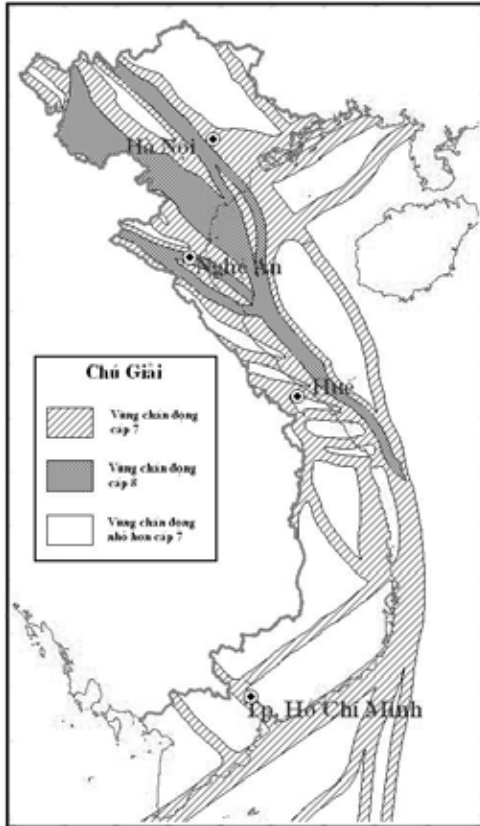 Hà Nội
Nghệ An
Huế
Chú Giải
Vùng chấn động
cấp 7
Vùng chấn động
cấp 8
Vùng chấn động
nhỏ hơn cấp 7
Tp. Hồ Chí Minh